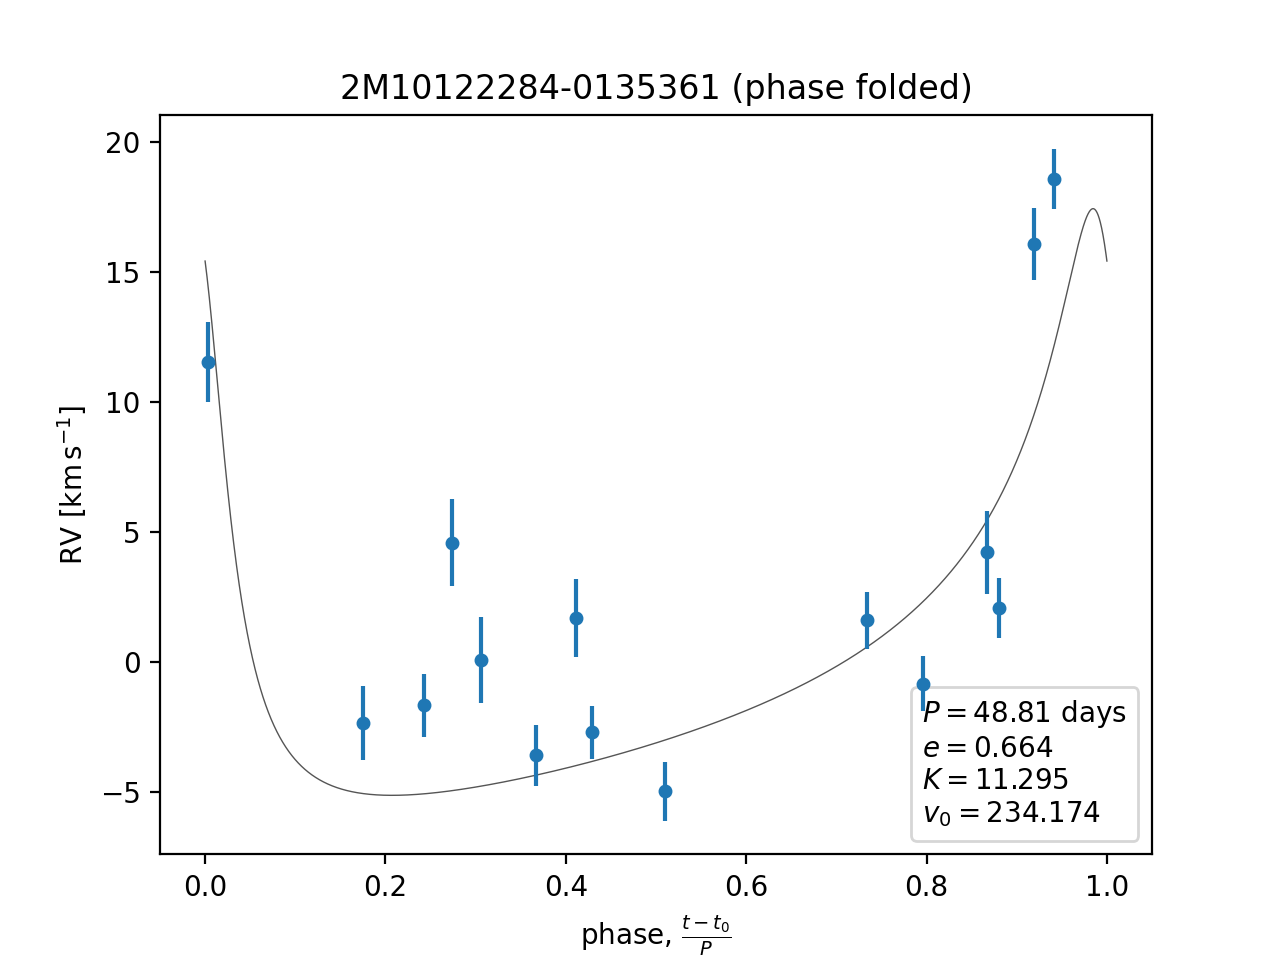 2M10122284-0135361 (phase folded)
RV [km s⁻¹]
20
15
10
5
0
−5
P = 48.81 days
e = 0.664
K = 11.295
v₀ = 234.174
0.0 0.2 0.4 0.6 0.8 1.0
phase, (t − t₀)/P